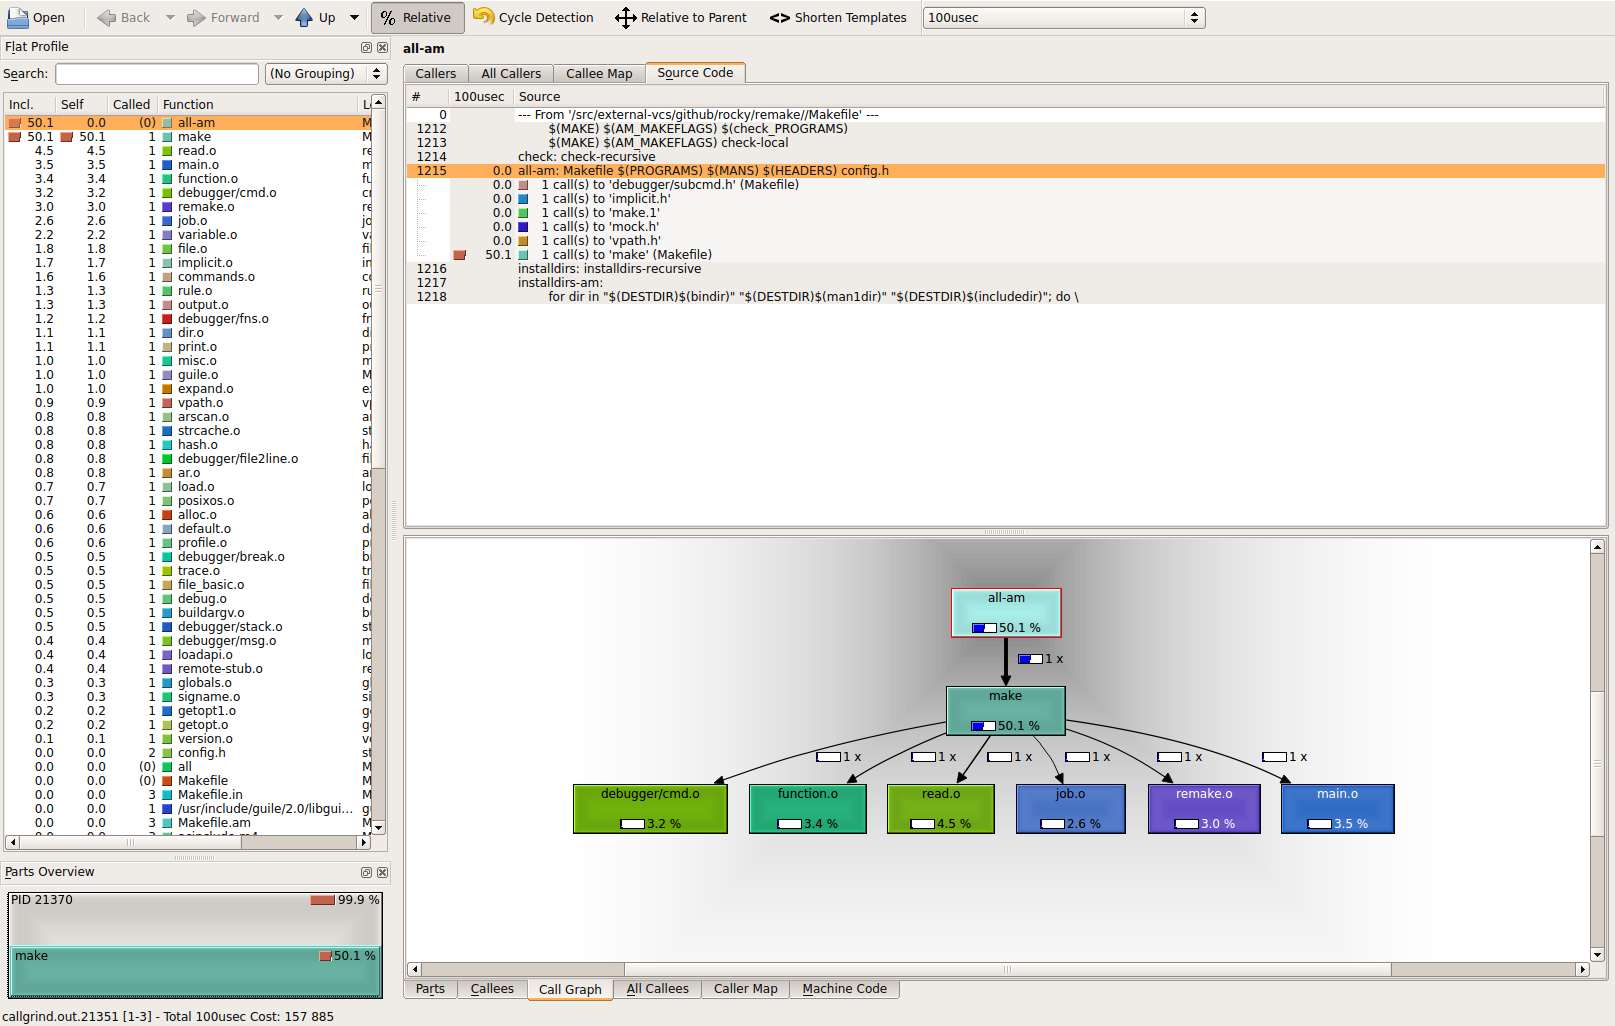 Open Back Forward Up % Relative Cycle Detection Relative to Parent <> Shorten Templates 100usec
Flat Profile
Search: (No Grouping)
Incl. Self Called Function
50.1 0.0 (0) all-am
50.1 50.1 1 make
4.5 4.5 1 read.o
3.5 3.5 1 main.o
3.4 3.4 1 function.o
3.2 3.2 1 debugger/cmd.o
3.0 3.0 1 remake.o
2.6 2.6 1 job.o
2.2 2.2 1 variable.o
1.8 1.8 1 file.o
1.7 1.7 1 implicit.o
1.6 1.6 1 commands.o
1.3 1.3 1 rule.o
1.3 1.3 1 output.o
1.2 1.2 1 debugger/fns.o
1.1 1.1 1 dir.o
1.1 1.1 1 print.o
1.0 1.0 1 misc.o
1.0 1.0 1 guile.o
1.0 1.0 1 expand.o
0.9 0.9 1 vpath.o
0.8 0.8 1 arscan.o
0.8 0.8 1 strcache.o
0.8 0.8 1 hash.o
0.8 0.8 1 debugger/file2line.o
0.8 0.8 1 ar.o
0.7 0.7 1 load.o
0.7 0.7 1 posixos.o
0.6 0.6 1 alloc.o
0.6 0.6 1 default.o
0.6 0.6 1 profile.o
0.5 0.5 1 debugger/break.o
0.5 0.5 1 trace.o
0.5 0.5 1 file_basic.o
0.5 0.5 1 debug.o
0.5 0.5 1 buildargv.o
0.5 0.5 1 debugger/stack.o
0.4 0.4 1 debugger/msg.o
0.4 0.4 1 loadapi.o
0.4 0.4 1 remote-stub.o
0.3 0.3 1 globals.o
0.3 0.3 1 signame.o
0.2 0.2 1 getopt1.o
0.2 0.2 1 getopt.o
0.1 0.1 1 version.o
0.0 0.0 2 config.h
0.0 0.0 (0) all
0.0 0.0 (0) Makefile
0.0 0.0 3 Makefile.in
0.0 0.0 1 /usr/include/guile/2.0/libgui...
0.0 0.0 3 Makefile.am
Parts Overview
PID 21370 99.9 %
make 50.1 %
all-am
Callers All Callers Callee Map Source Code
# 100usec Source
0 --- From '/src/external-vcs/github/rocky/remake//Makefile' ---
1212 $(MAKE) $(AM_MAKEFLAGS) $(check_PROGRAMS)
1213 $(MAKE) $(AM_MAKEFLAGS) check-local
1214 check: check-recursive
1215 0.0 all-am: Makefile $(PROGRAMS) $(MANS) $(HEADERS) config.h
0.0 1 call(s) to 'debugger/subcmd.h' (Makefile)
0.0 1 call(s) to 'implicit.h'
0.0 1 call(s) to 'make.1'
0.0 1 call(s) to 'mock.h'
0.0 1 call(s) to 'vpath.h'
50.1 1 call(s) to 'make' (Makefile)
1216 installdirs: installdirs-recursive
1217 installdirs-am:
1218 for dir in "$(DESTDIR)$(bindir)" "$(DESTDIR)$(man1dir)" "$(DESTDIR)$(includedir)"; do \
all-am
50.1 %
1 x
make
50.1 %
1 x 1 x 1 x 1 x 1 x 1 x
debugger/cmd.o function.o read.o job.o remake.o main.o
3.2 % 3.4 % 4.5 % 2.6 % 3.0 % 3.5 %
Parts Callees Call Graph All Callees Caller Map Machine Code
callgrind.out.21351 [1-3] - Total 100usec Cost: 157 885